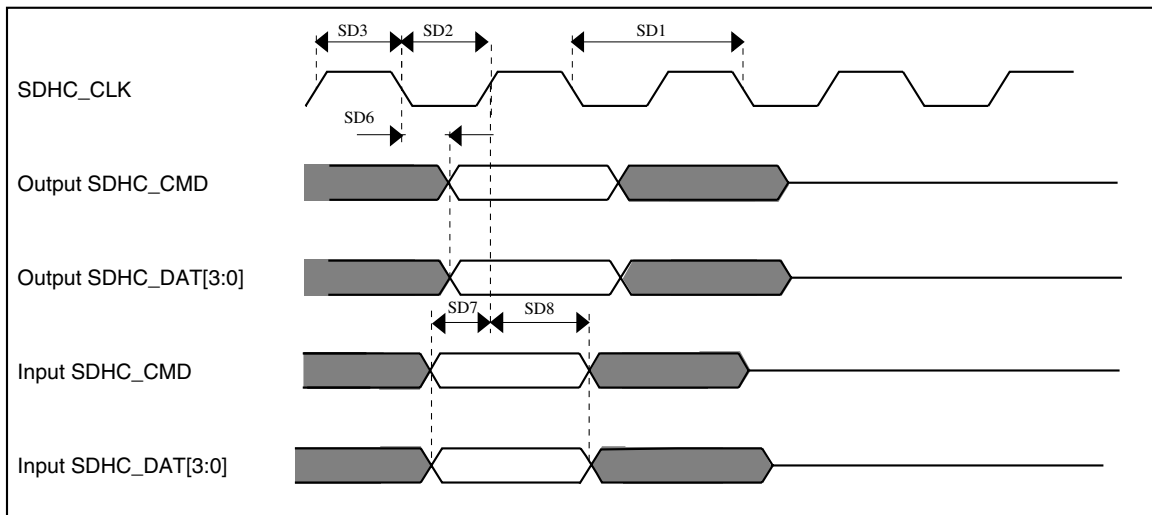 SD3 SD2 SD1
SDHC_CLK
SD6
Output SDHC_CMD
Output SDHC_DAT[3:0]
SD7 SD8
Input SDHC_CMD
Input SDHC_DAT[3:0]